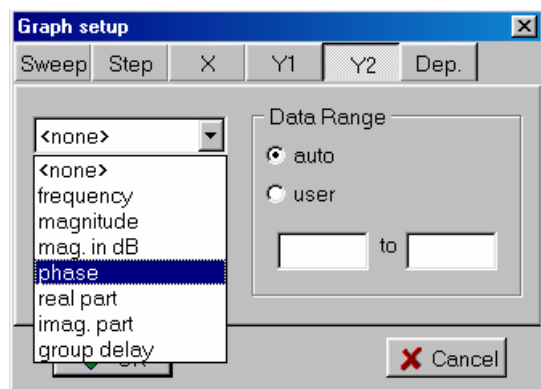 Graph setup
Sweep Step X Y1 Y2 Dep.
<none>
<none>
frequency
magnitude
mag. in dB
phase
real part
imag. part
group delay
Data Range
auto
user
to
Cancel